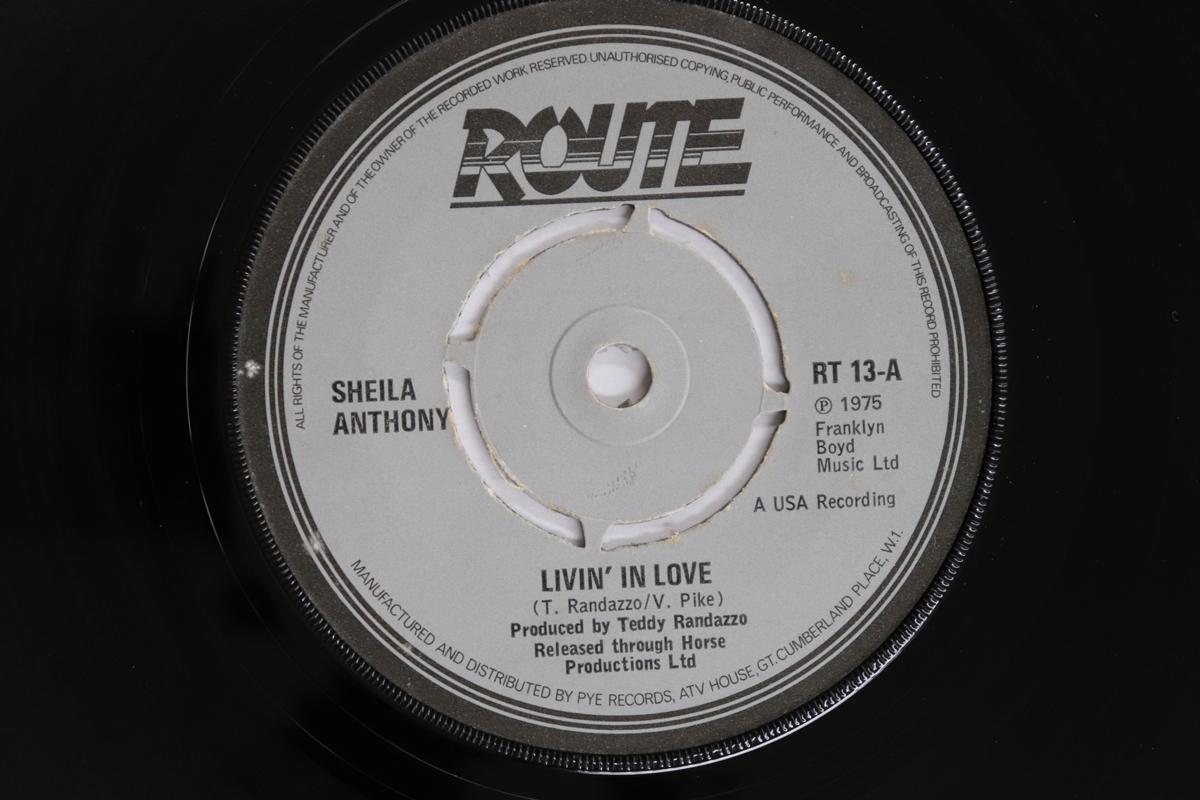 ALL RIGHTS OF THE MANUFACTURER AND OF THE OWNER OF THE RECORDED WORK RESERVED. UNAUTHORISED COPYING, PUBLIC PERFORMANCE AND BROADCASTING OF THIS RECORD PROHIBITED
ROUTE
SHEILA
ANTHONY
RT 13-A
Ⓟ 1975
Franklyn
Boyd
Music Ltd
A USA Recording
LIVIN' IN LOVE
(T. Randazzo/V. Pike)
Produced by Teddy Randazzo
Released through Horse
Productions Ltd
MANUFACTURED AND DISTRIBUTED BY PYE RECORDS, ATV HOUSE, GT. CUMBERLAND PLACE, W.1.